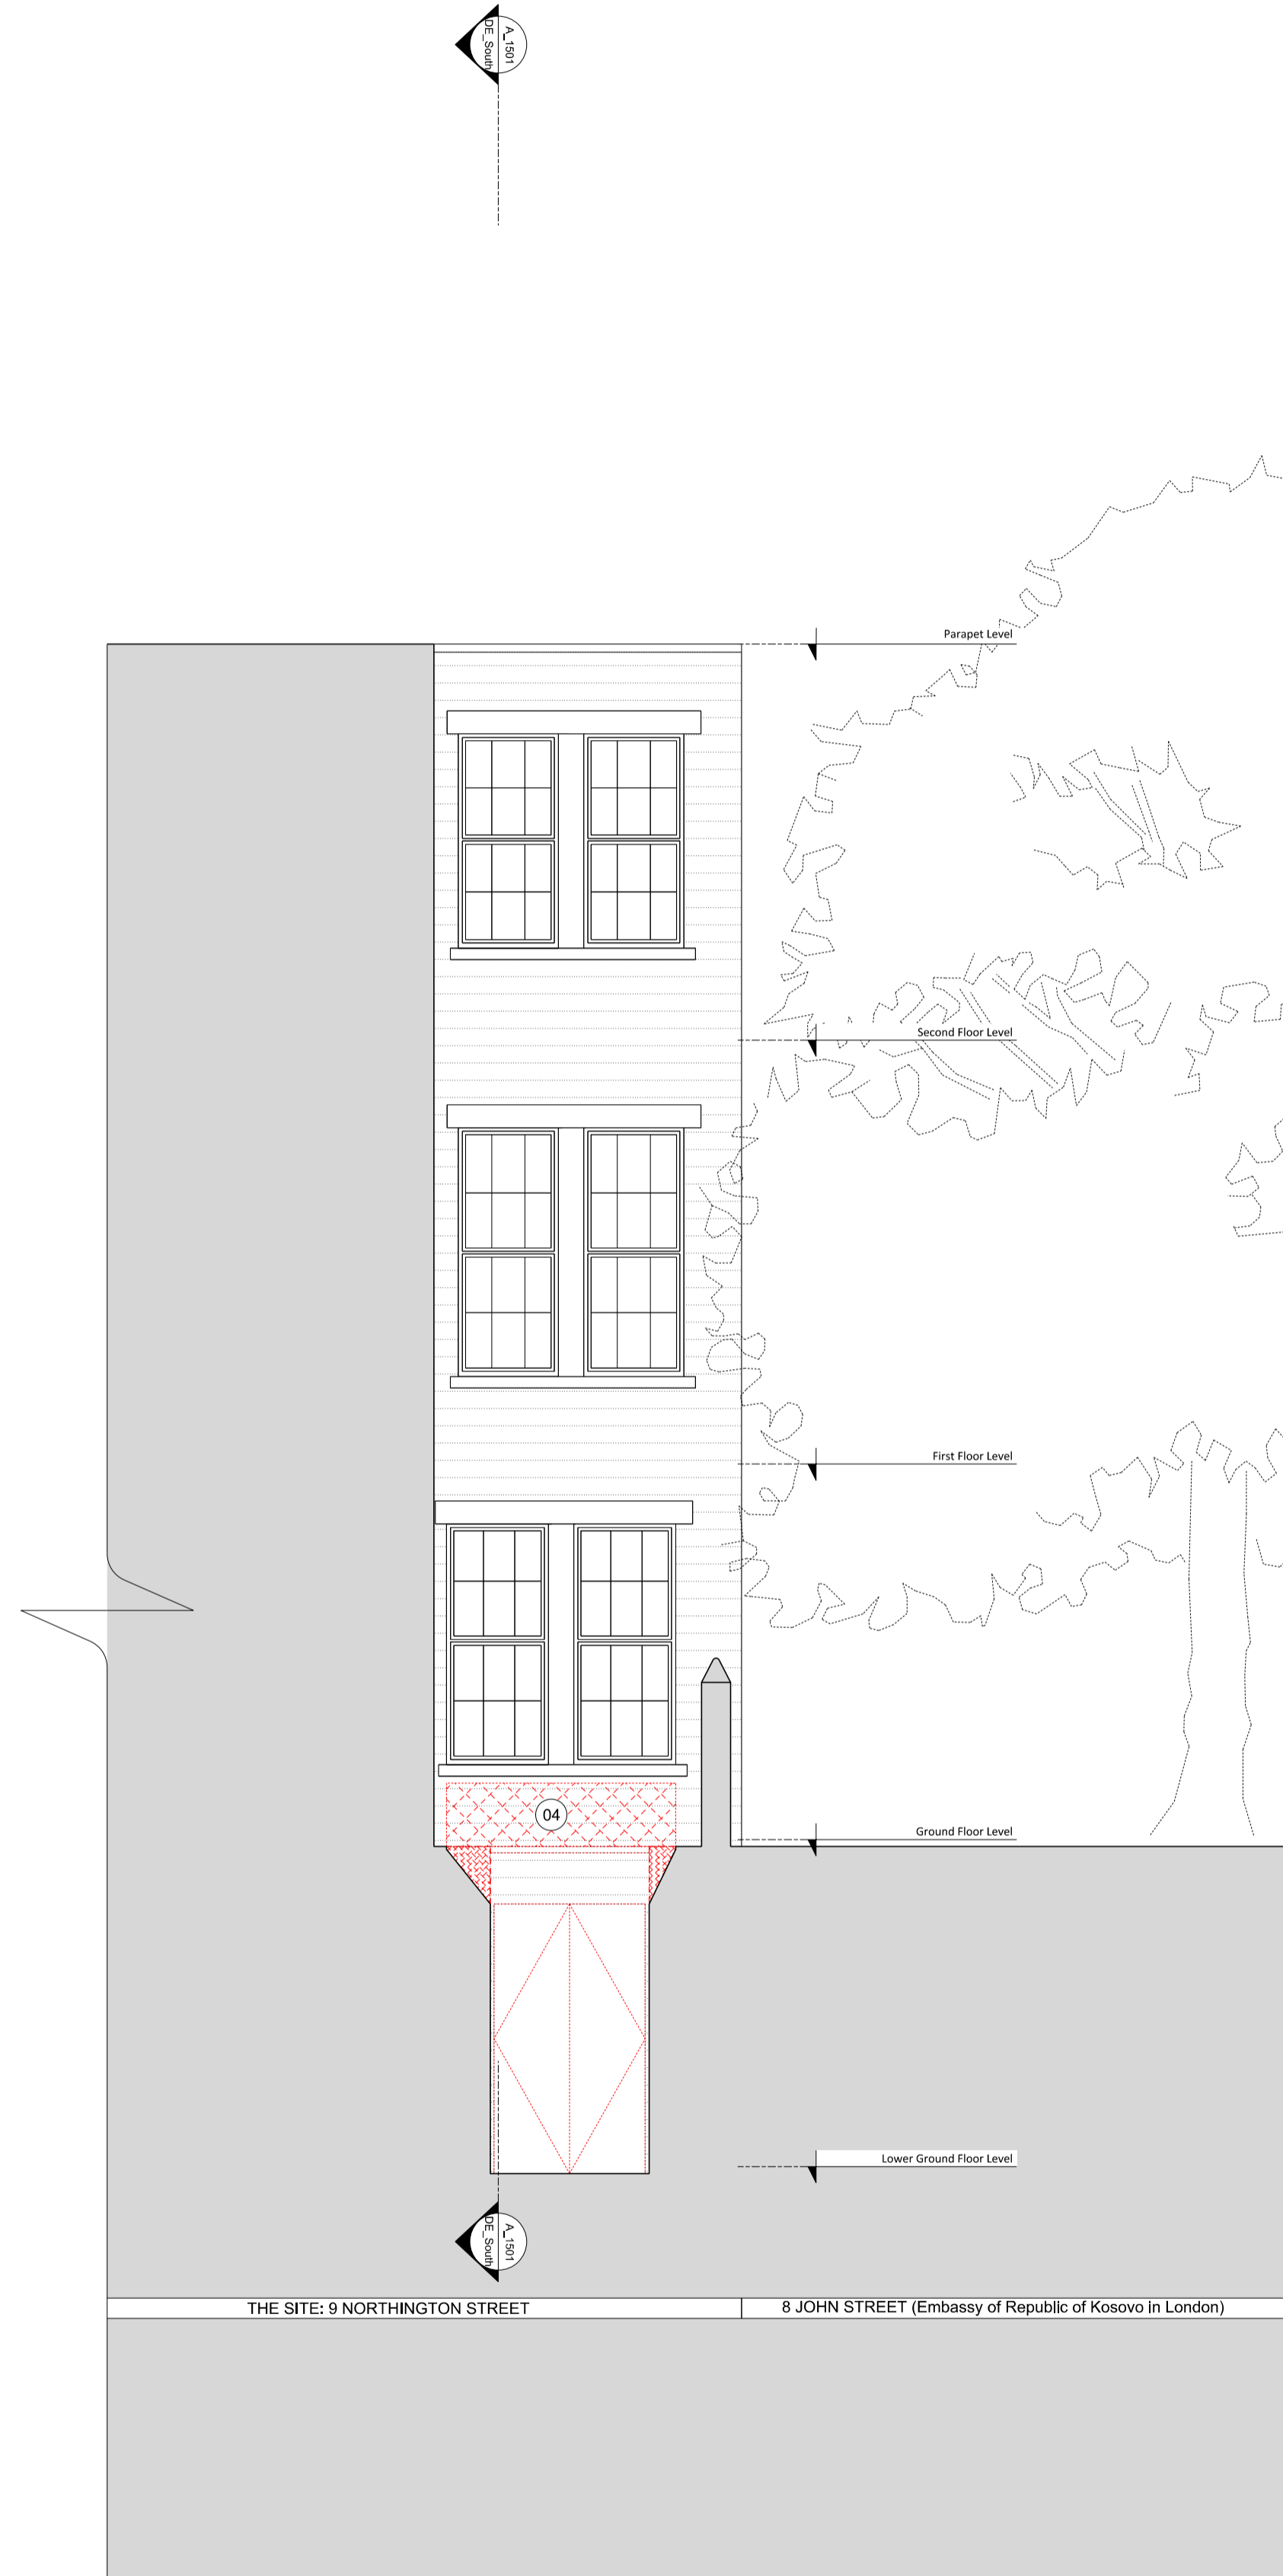 A_1501
DE_South
Parapet Level
Second Floor Level
First Floor Level
04
Ground Floor Level
Lower Ground Floor Level
A_1501
DE_South
THE SITE: 9 NORTHINGTON STREET
8 JOHN STREET (Embassy of Republic of Kosovo in London)